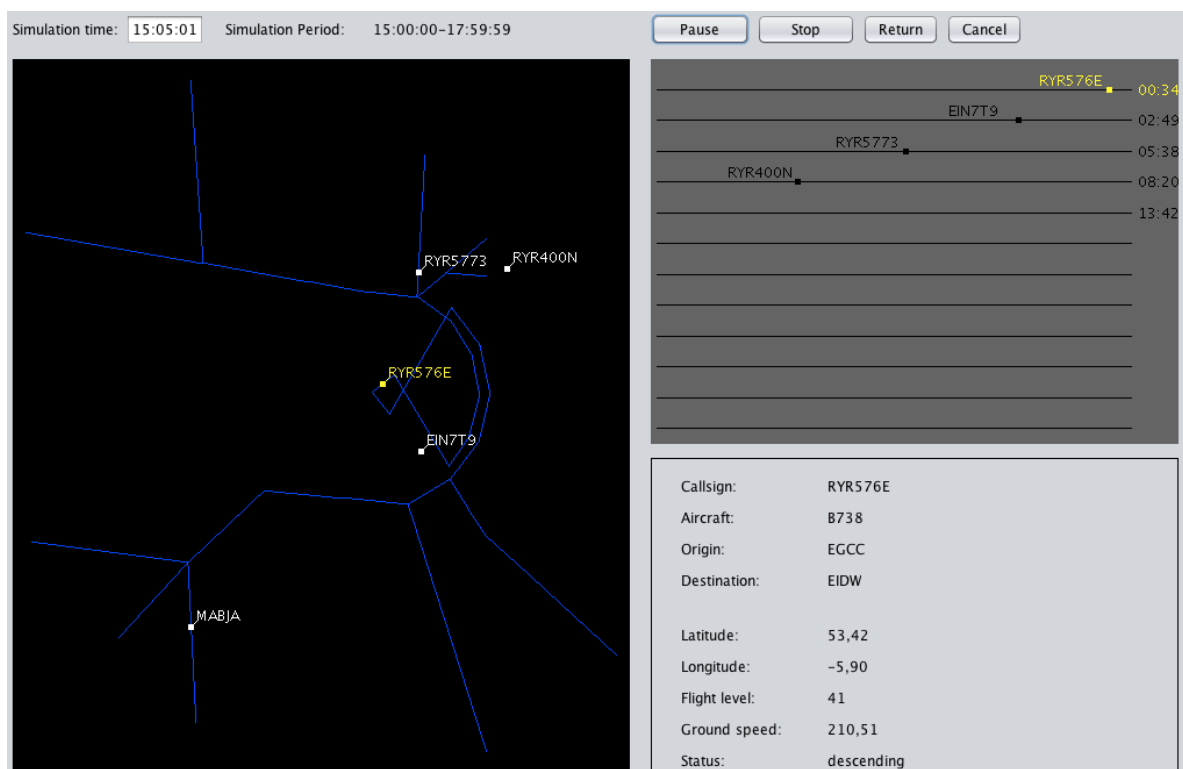 Simulation time: 15:05:01 Simulation Period: 15:00:00-17:59:59 Pause Stop Return Cancel
RYR576E 00:34
EIN7T9 02:49
RYR5773 05:38
RYR400N 08:20
13:42
RYR5773 RYR400N
RYR576E
EIN7T9
MABJA
Callsign: RYR576E
Aircraft: B738
Origin: EGCC
Destination: EIDW
Latitude: 53,42
Longitude: -5,90
Flight level: 41
Ground speed: 210,51
Status: descending